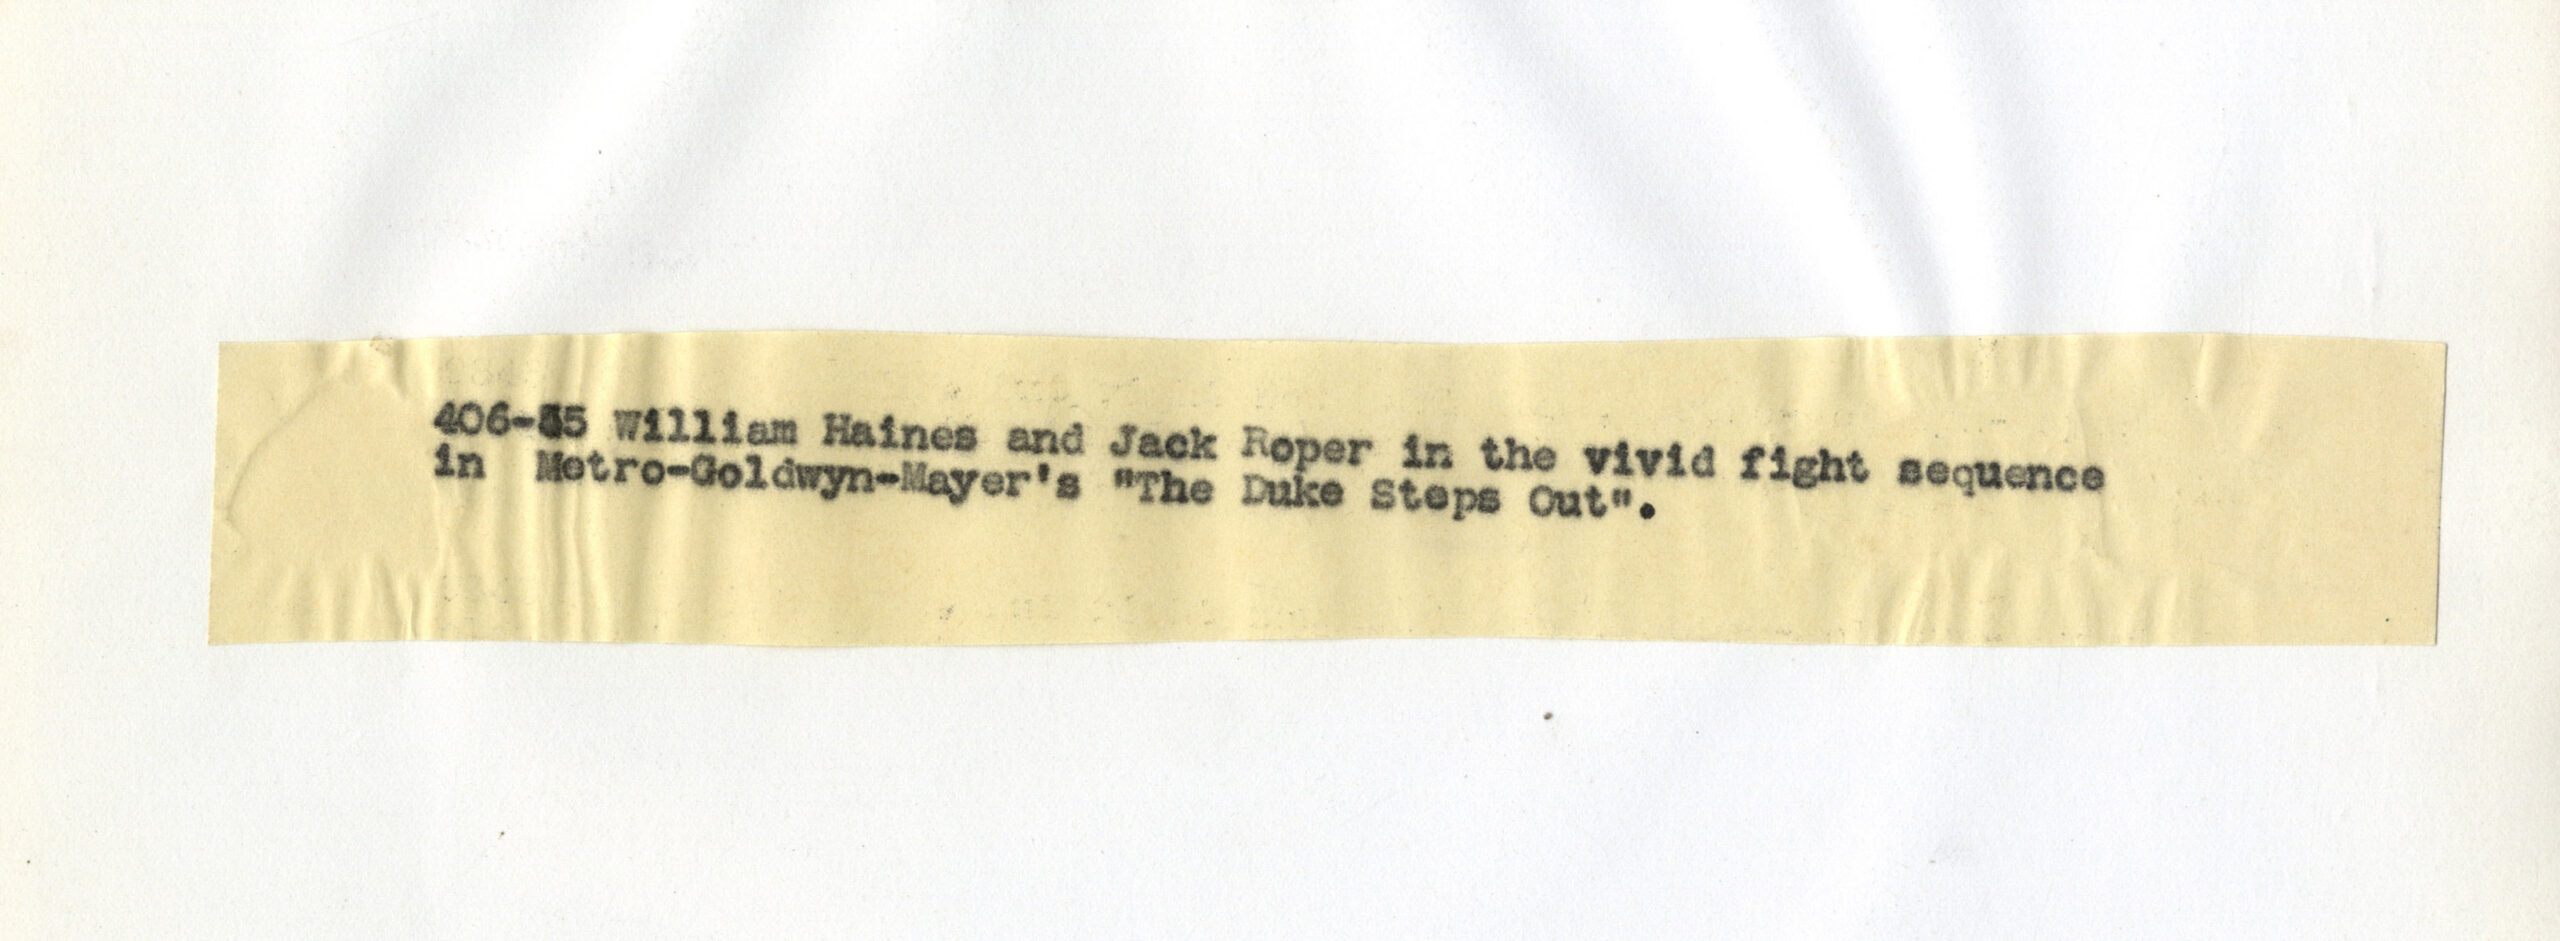 406-45 William Haines and Jack Roper in the vivid fight sequence
in Metro-Goldwyn-Mayer's "The Duke Steps Out".